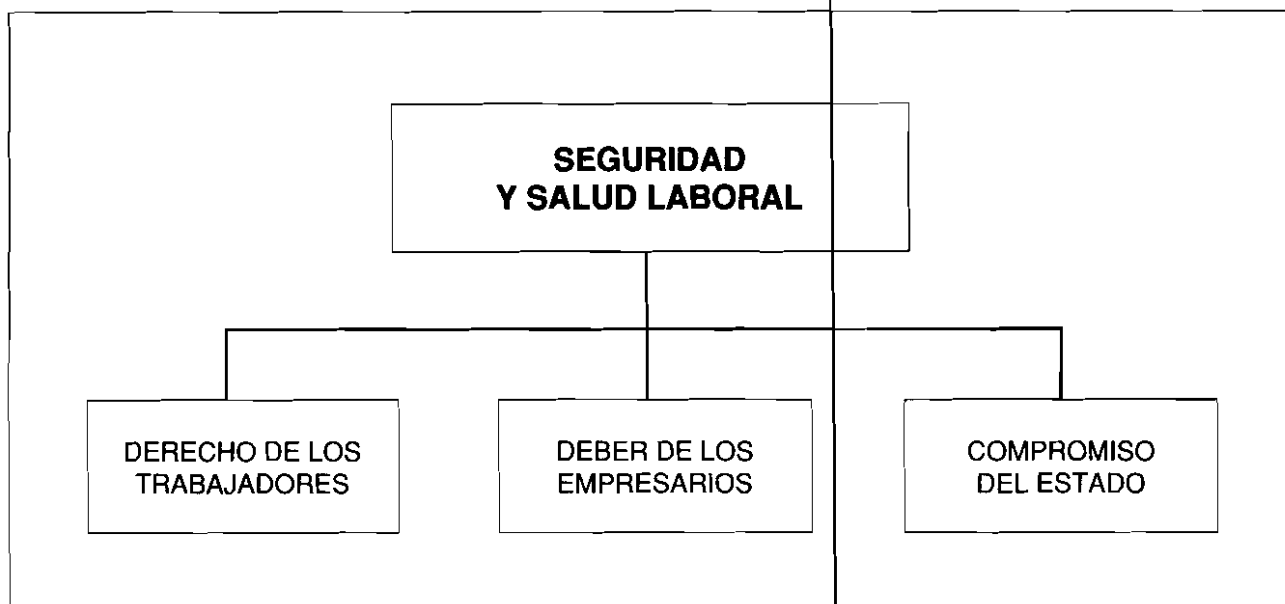 SEGURIDAD
Y SALUD LABORAL
DERECHO DE LOS
TRABAJADORES
DEBER DE LOS
EMPRESARIOS
COMPROMISO
DEL ESTADO